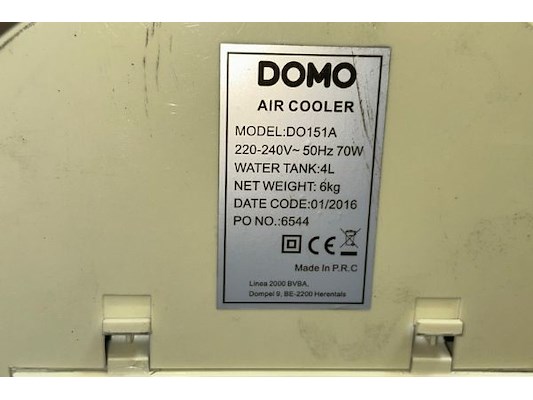 DOMO
AIR COOLER
MODEL:DO151A
220-240V~ 50Hz 70W
WATER TANK:4L
NET WEIGHT: 6kg
DATE CODE:01/2016
PO NO.:6544
CE
Made In P.R.C
Linea 2000 BVBA,
Dompel 9, BE-2200 Herentals